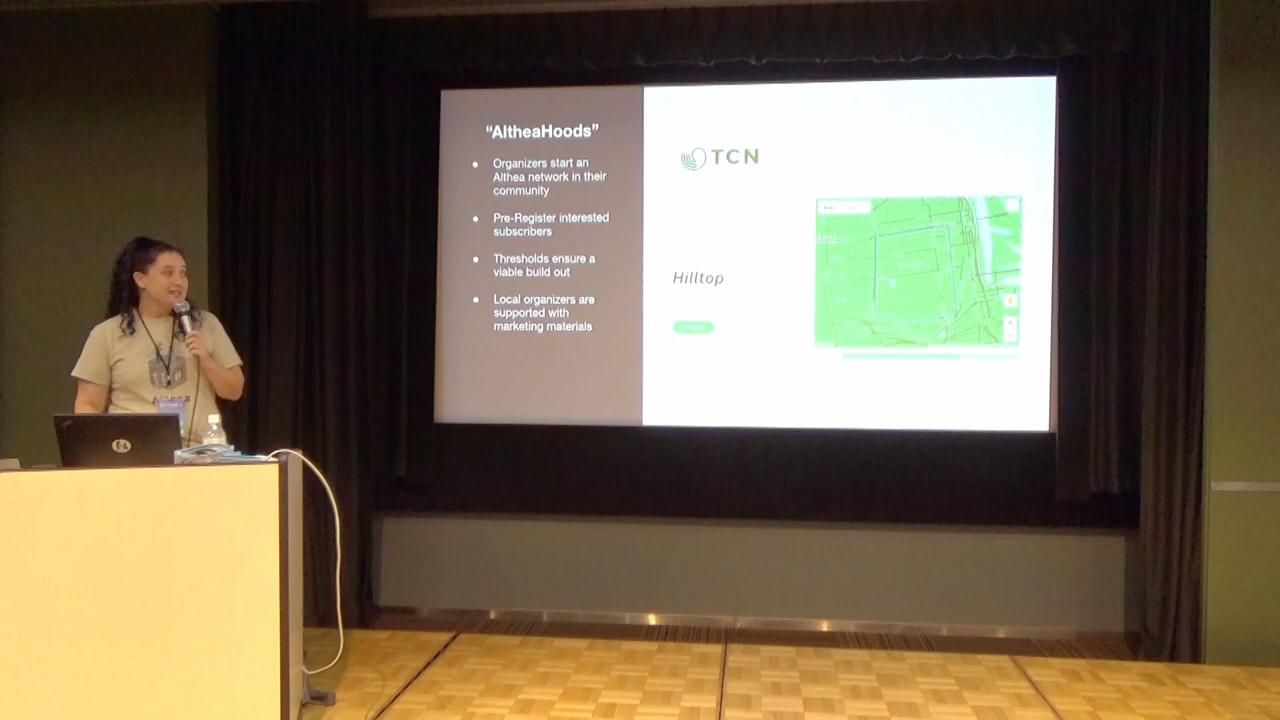 “AltheaHoods”
● Organizers start an
Althea network in their
community
● Pre-Register interested
subscribers
● Thresholds ensure a
viable build out
● Local organizers are
supported with
marketing materials
TCN
Hilltop
Althea